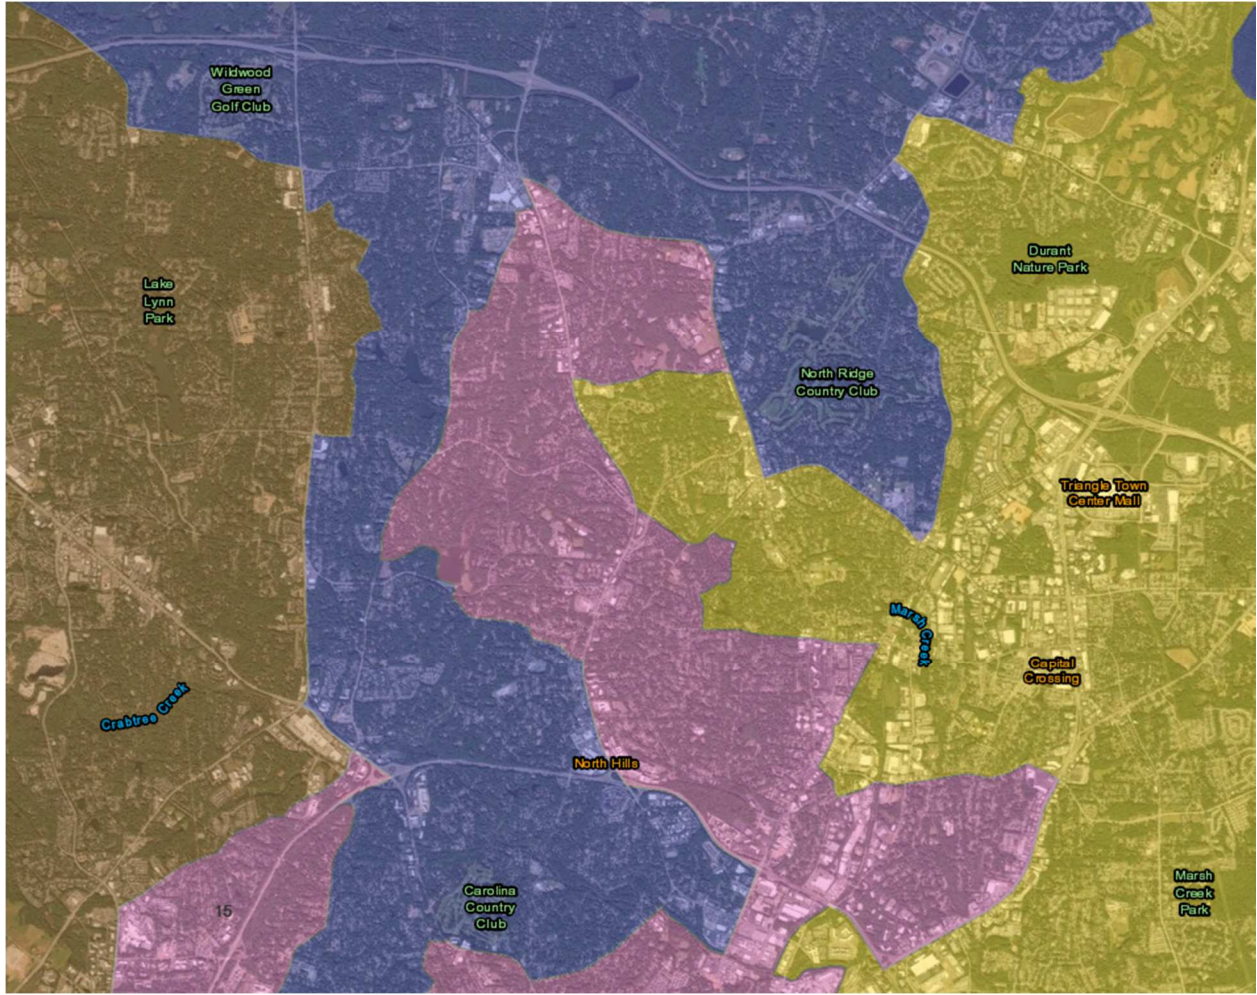 Wildwood
Green
Golf Club
Durant
Nature Park
Lake
Lynn
Park
North Ridge
Country Club
Triangle Town
Center Mall
Marsh Creek
Capital
Crossing
Crabtree Creek
North Hills
Carolina
Country
Club
Marsh
Creek
Park
15